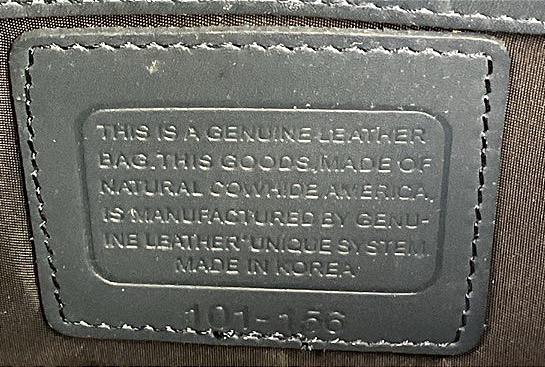 THIS IS A GENUINE LEATHER
BAG.THIS GOODS,MADE OF
NATURAL COWHIDE AMERICA,
IS MANUFACTURED BY GENU-
INE LEATHER"UNIQUE SYSTEM.
MADE IN KOREA
101-156